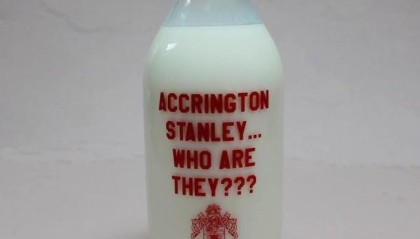 ACCRINGTON
STANLEY...
WHO ARE
THEY???